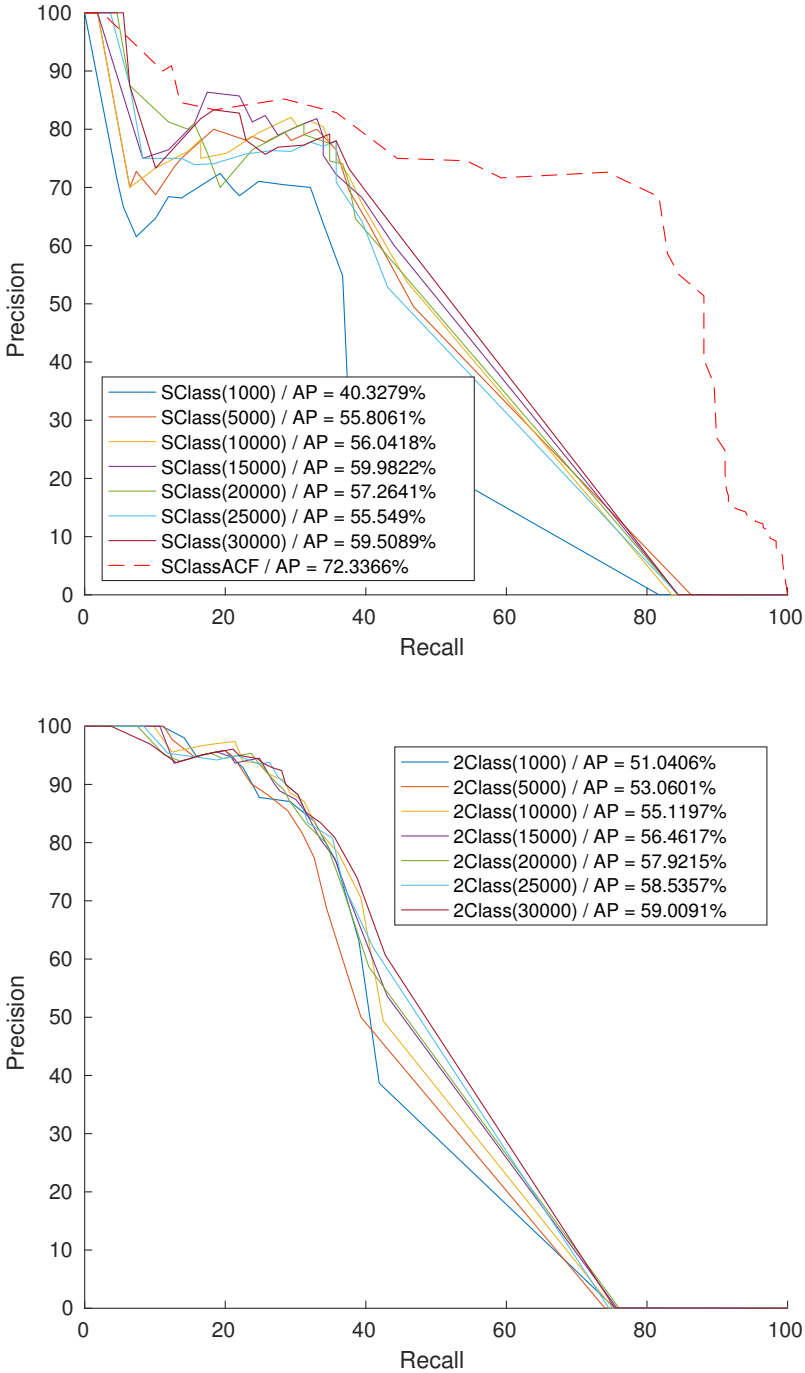 100
90
80
70
60
50
40
30
20
10
0
Precision
SClass(1000) / AP = 40.3279%
SClass(5000) / AP = 55.8061%
SClass(10000) / AP = 56.0418%
SClass(15000) / AP = 59.9822%
SClass(20000) / AP = 57.2641%
SClass(25000) / AP = 55.549%
SClass(30000) / AP = 59.5089%
SClassACF / AP = 72.3366%
0 20 40 60 80 100
Recall
100
90
80
70
60
50
40
30
20
10
0
Precision
2Class(1000) / AP = 51.0406%
2Class(5000) / AP = 53.0601%
2Class(10000) / AP = 55.1197%
2Class(15000) / AP = 56.4617%
2Class(20000) / AP = 57.9215%
2Class(25000) / AP = 58.5357%
2Class(30000) / AP = 59.0091%
0 20 40 60 80 100
Recall